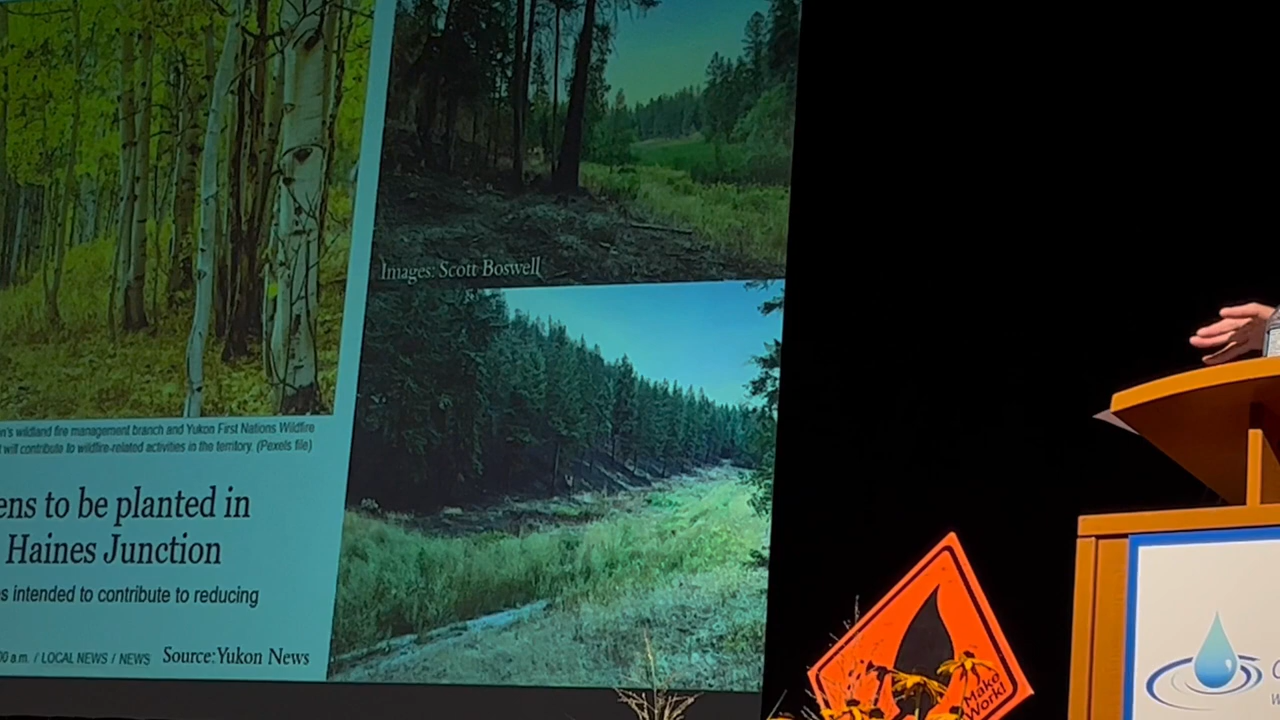 Images: Scott Boswell
n's wildland fire management branch and Yukon First Nations Wildfire
will contribute to wildfire-related activities in the territory. (Pexels file)
ens to be planted in
Haines Junction
s intended to contribute to reducing
00 a.m. / LOCAL NEWS / NEWS
Source:Yukon News
Make
Work!